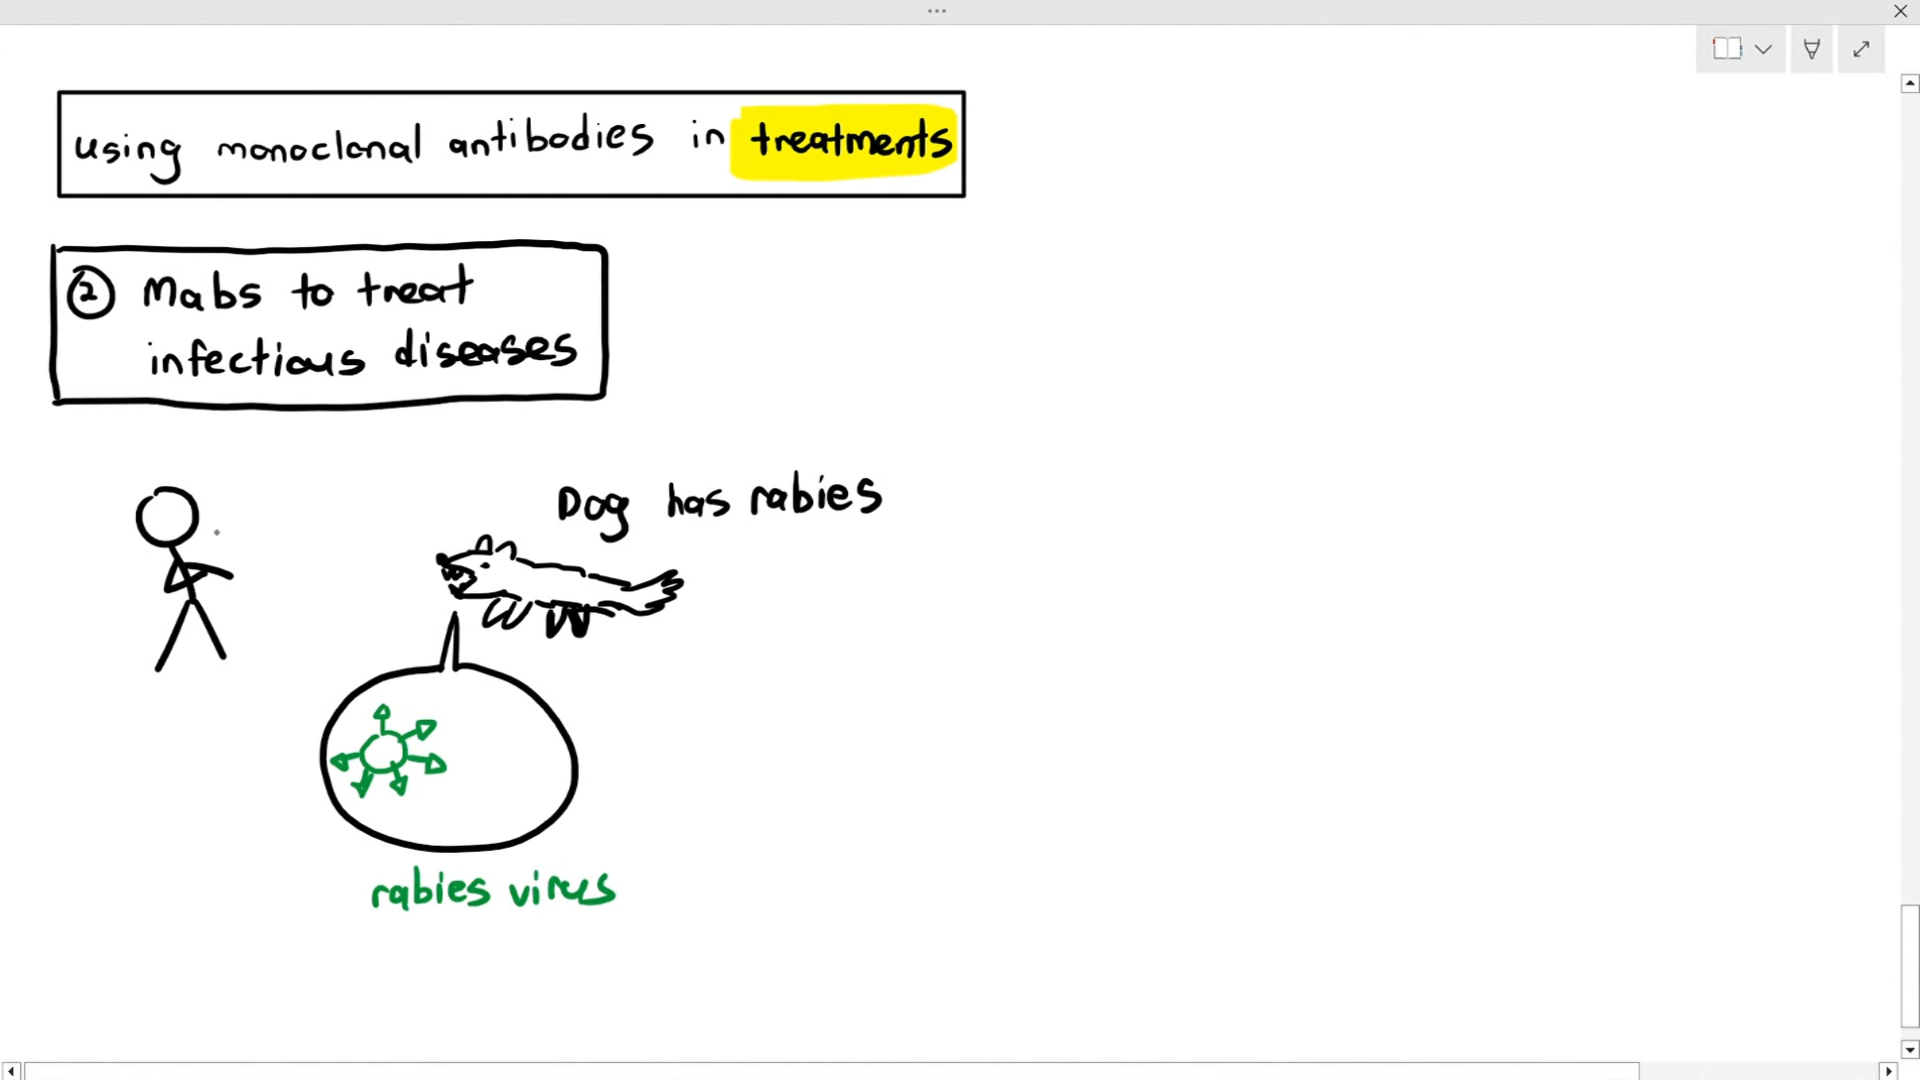 using monoclonal antibodies in treatments
② Mabs to treat
infectious diseases
Dog has rabies
rabies virus